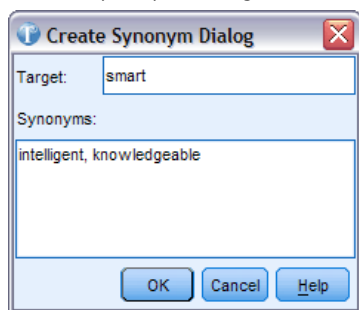 Create Synonym Dialog
Target: smart
Synonyms:
intelligent, knowledgeable
OK Cancel Help